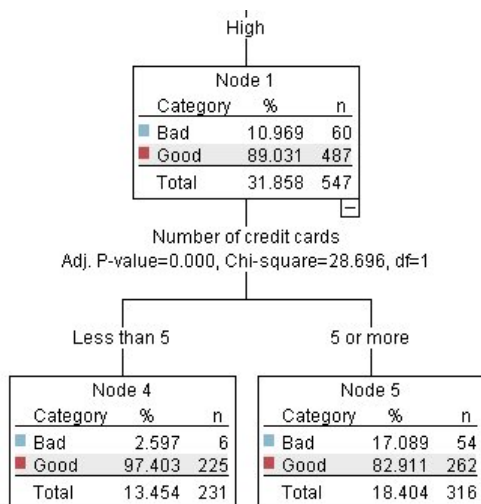 High
Node 1
Category % n
Bad 10.969 60
Good 89.031 487
Total 31.858 547
Number of credit cards
Adj. P-value=0.000, Chi-square=28.696, df=1
Less than 5
5 or more
Node 4
Category % n
Bad 2.597 6
Good 97.403 225
Total 13.454 231
Node 5
Category % n
Bad 17.089 54
Good 82.911 262
Total 18.404 316